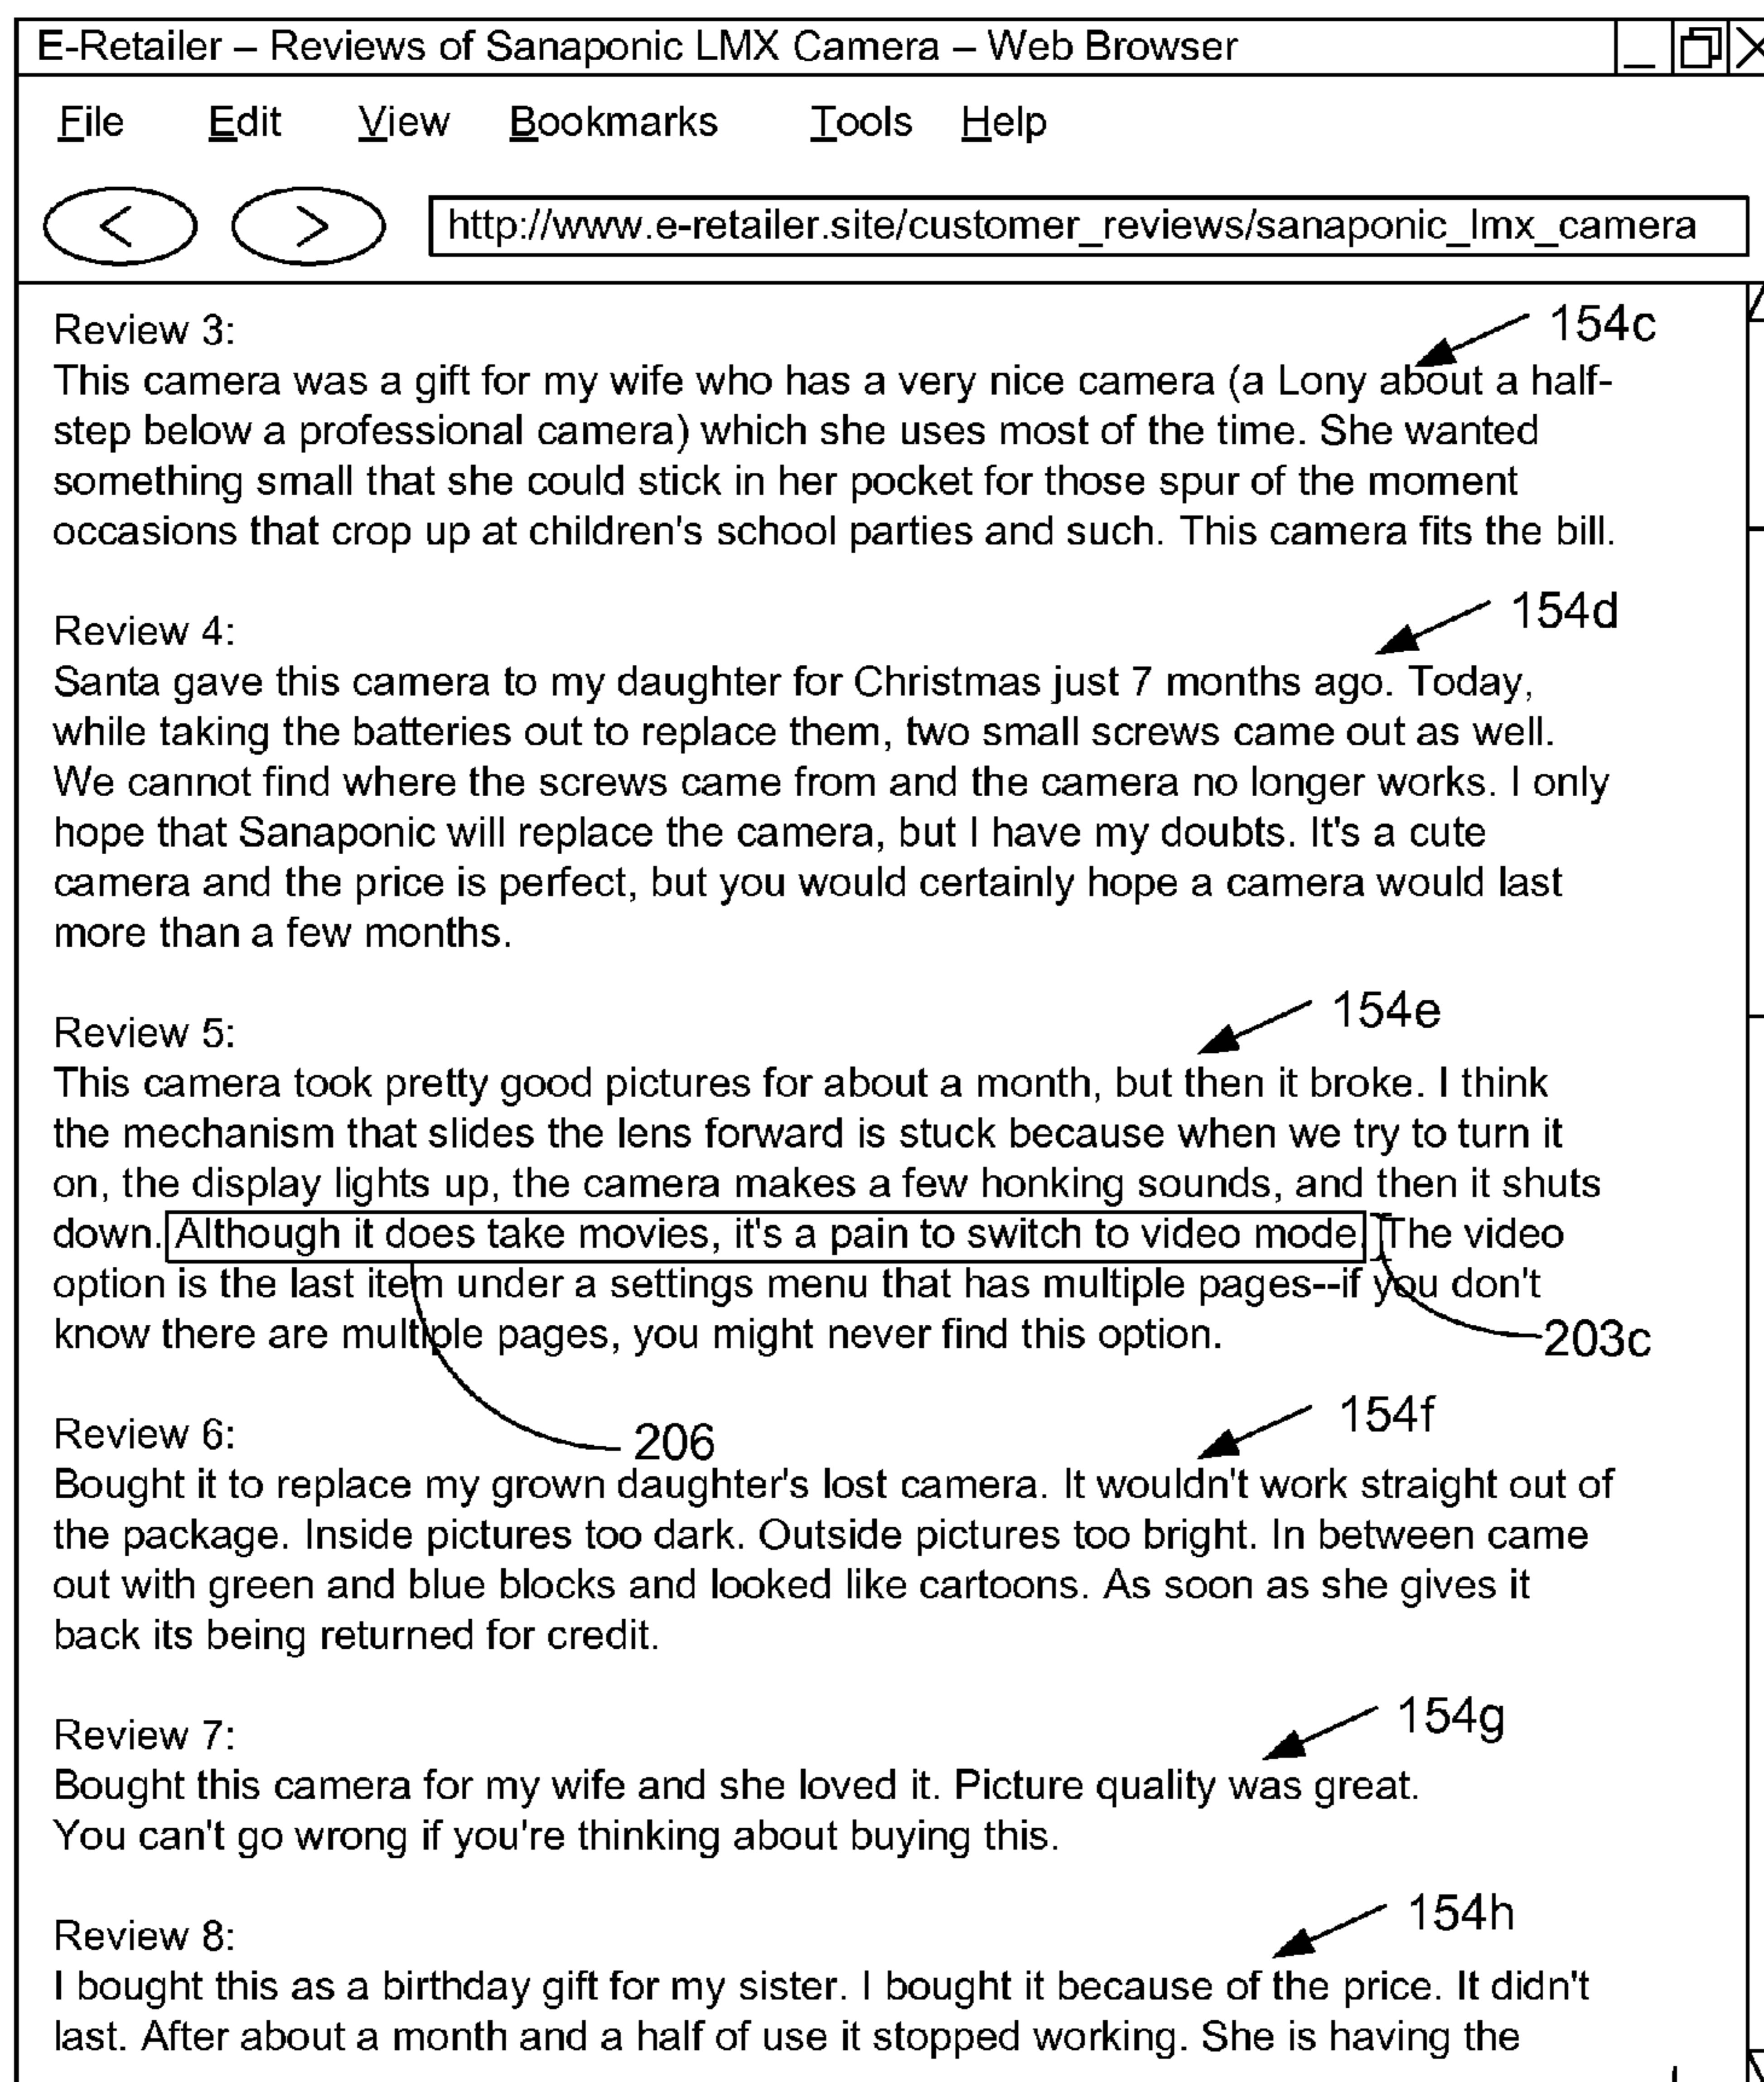 E-Retailer – Reviews of Sanaponic LMX Camera – Web Browser
File Edit View Bookmarks Tools Help
< > http://www.e-retailer.site/customer_reviews/sanaponic_lmx_camera
154c
Review 3:
This camera was a gift for my wife who has a very nice camera (a Lony about a half-
step below a professional camera) which she uses most of the time. She wanted
something small that she could stick in her pocket for those spur of the moment
occasions that crop up at children's school parties and such. This camera fits the bill.
154d
Review 4:
Santa gave this camera to my daughter for Christmas just 7 months ago. Today,
while taking the batteries out to replace them, two small screws came out as well.
We cannot find where the screws came from and the camera no longer works. I only
hope that Sanaponic will replace the camera, but I have my doubts. It's a cute
camera and the price is perfect, but you would certainly hope a camera would last
more than a few months.
154e
Review 5:
This camera took pretty good pictures for about a month, but then it broke. I think
the mechanism that slides the lens forward is stuck because when we try to turn it
on, the display lights up, the camera makes a few honking sounds, and then it shuts
down. Although it does take movies, it's a pain to switch to video mode. The video
option is the last item under a settings menu that has multiple pages--if you don't
know there are multiple pages, you might never find this option.
203c
154f
Review 6:
206
Bought it to replace my grown daughter's lost camera. It wouldn't work straight out of
the package. Inside pictures too dark. Outside pictures too bright. In between came
out with green and blue blocks and looked like cartoons. As soon as she gives it
back its being returned for credit.
154g
Review 7:
Bought this camera for my wife and she loved it. Picture quality was great.
You can't go wrong if you're thinking about buying this.
154h
Review 8:
I bought this as a birthday gift for my sister. I bought it because of the price. It didn't
last. After about a month and a half of use it stopped working. She is having the